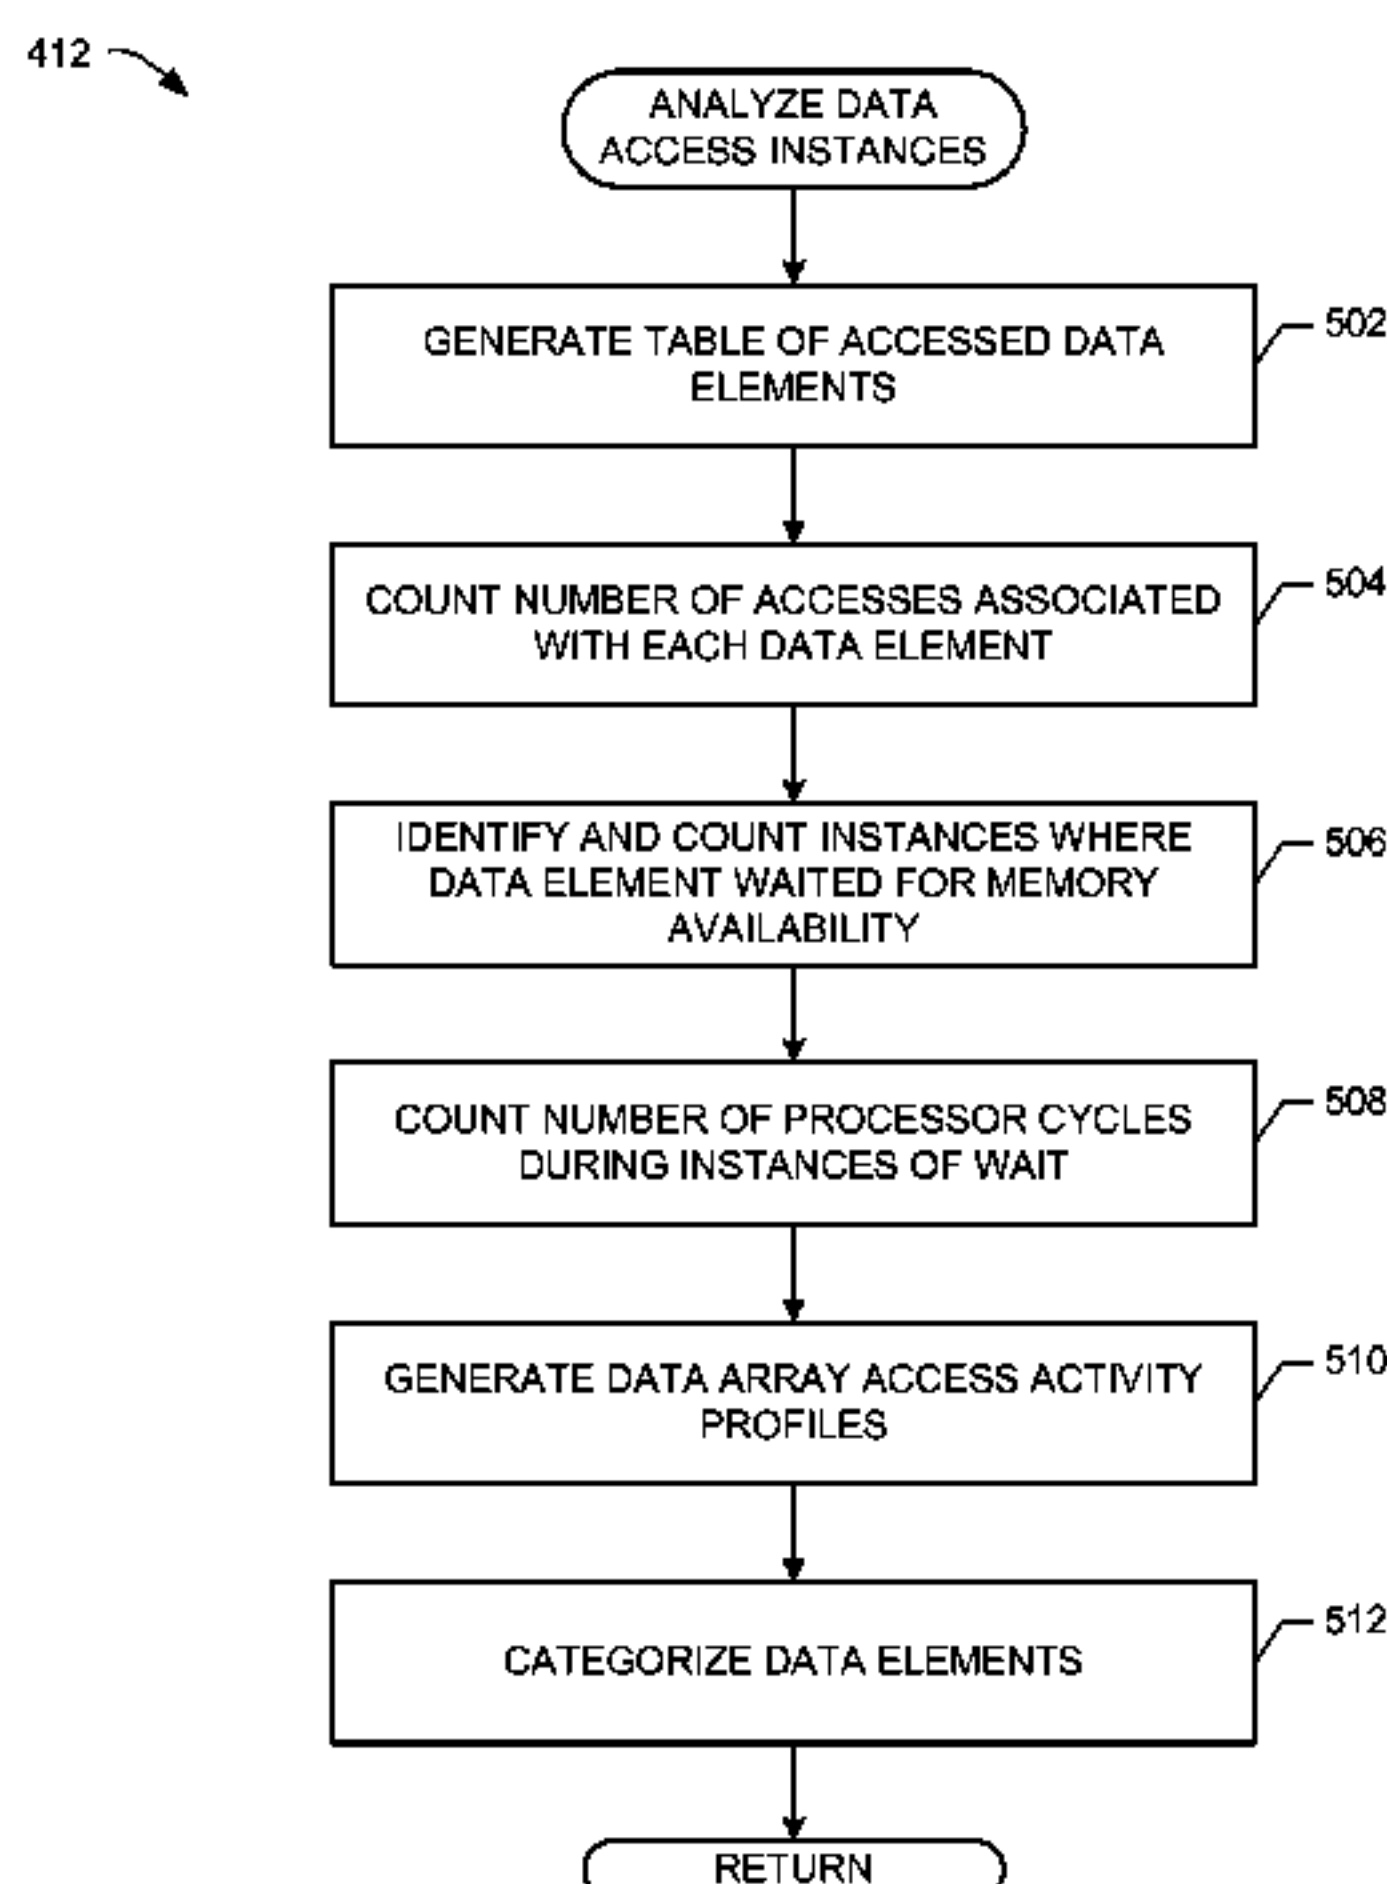 412
ANALYZE DATA
ACCESS INSTANCES
GENERATE TABLE OF ACCESSED DATA
ELEMENTS
502
COUNT NUMBER OF ACCESSES ASSOCIATED
WITH EACH DATA ELEMENT
504
IDENTIFY AND COUNT INSTANCES WHERE
DATA ELEMENT WAITED FOR MEMORY
AVAILABILITY
506
COUNT NUMBER OF PROCESSOR CYCLES
DURING INSTANCES OF WAIT
508
GENERATE DATA ARRAY ACCESS ACTIVITY
PROFILES
510
CATEGORIZE DATA ELEMENTS
512
RETURN